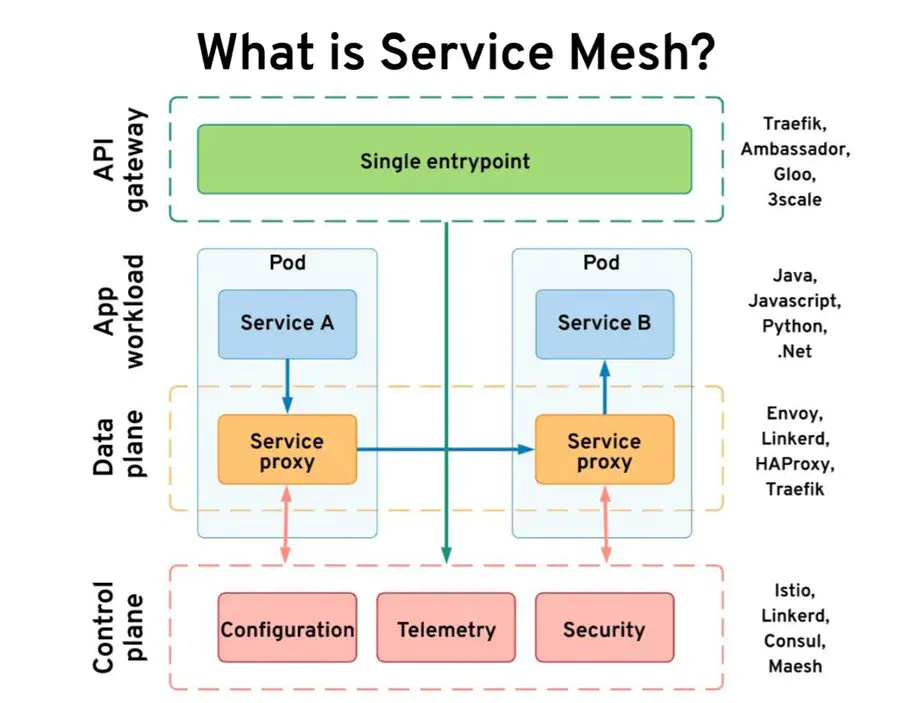 What is Service Mesh?
API
gateway
Single entrypoint
Traefik,
Ambassador,
Gloo,
3scale
App
workload
Pod
Service A
Pod
Service B
Java,
Javascript,
Python,
.Net
Data
plane
Service
proxy
Service
proxy
Envoy,
Linkerd,
HAProxy,
Traefik
Control
plane
Configuration
Telemetry
Security
Istio,
Linkerd,
Consul,
Maesh